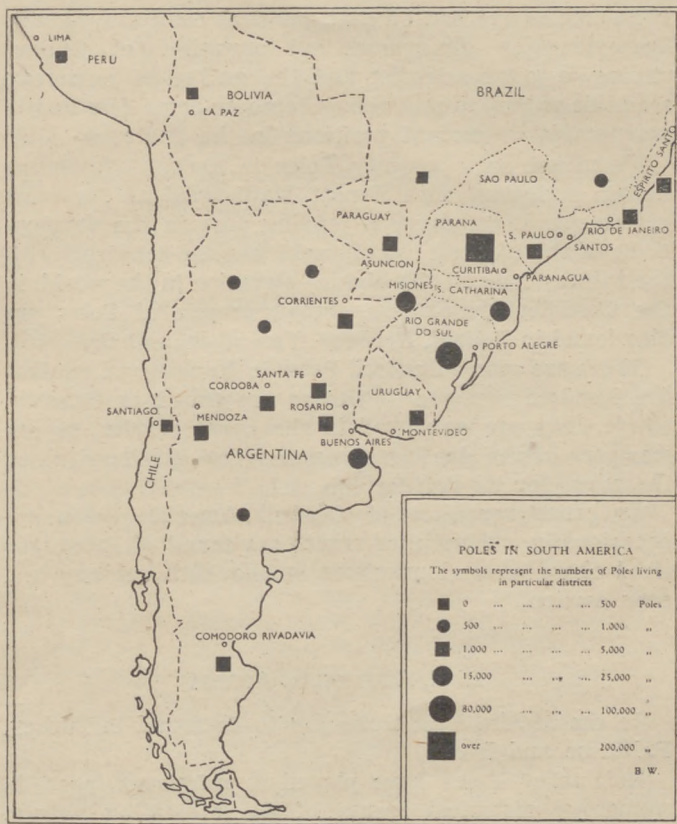 LIMA
PERU
BOLIVIA
LA PAZ
BRAZIL
ESPIRITO SANTO
SAO PAULO
PARAGUAY
PARANA
S. PAULO
RIO DE JANEIRO
SANTOS
ASUNCION
CURITIBA
PARANAGUA
MISIONES
S. CATHARINA
CORRIENTES
RIO GRANDE
DO SUL
PORTO ALEGRE
SANTA FE
CORDOBA
URUGUAY
ROSARIO
SANTIAGO
MENDOZA
BUENOS AIRES
MONTEVIDEO
ARGENTINA
CHILE
COMODORO RIVADAVIA
POLES IN SOUTH AMERICA
The symbols represent the numbers of Poles living
in particular districts
0 ... ... ... ... 500 Poles
500 ... ... ... 1,000 „
1,000 ... ... ... ... 5,000 „
15,000 ... ... ... 25,000 „
80,000 ... ... ... 100,000 „
over 200,000 „
B. W.